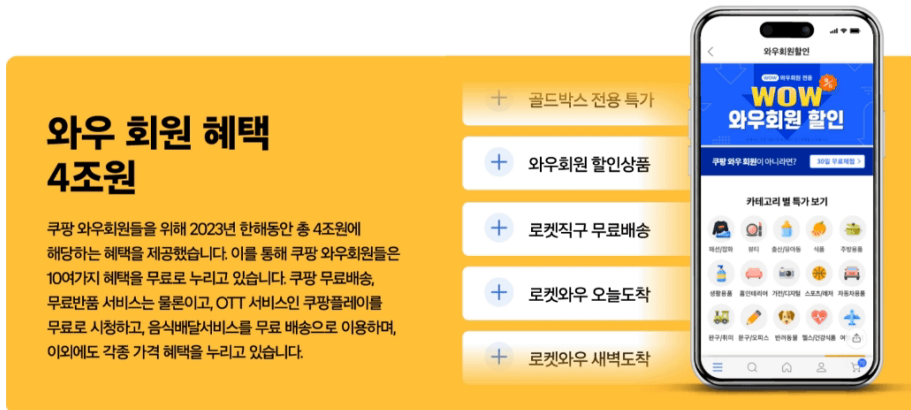 와우 회원 혜택
4조원
쿠팡 와우회원들을 위해 2023년 한해동안 총 4조원에
해당하는 혜택을 제공했습니다. 이를 통해 쿠팡 와우회원들은
10여가지 혜택을 무료로 누리고 있습니다. 쿠팡 무료배송,
무료반품 서비스는 물론이고, OTT 서비스인 쿠팡플레이를
무료로 시청하고, 음식배달서비스를 무료 배송으로 이용하며,
이외에도 각종 가격 혜택을 누리고 있습니다.
골드박스 전용 특가
와우회원 할인상품
로켓직구 무료배송
로켓와우 오늘도착
로켓와우 새벽도착
와우회원할인
WOW 와우회원 전용
WOW
%
와우회원 할인
쿠팡 와우 회원이 아니라면? 30일 무료체험 >
카테고리 별 특가 보기
패션/잡화 뷰티 출산/유아동 식품 주방용품
생활용품 홈인테리어 가전/디지털 스포츠/레저 자동차용품
완구/취미 문구/오피스 반려동물 헬스/건강식품